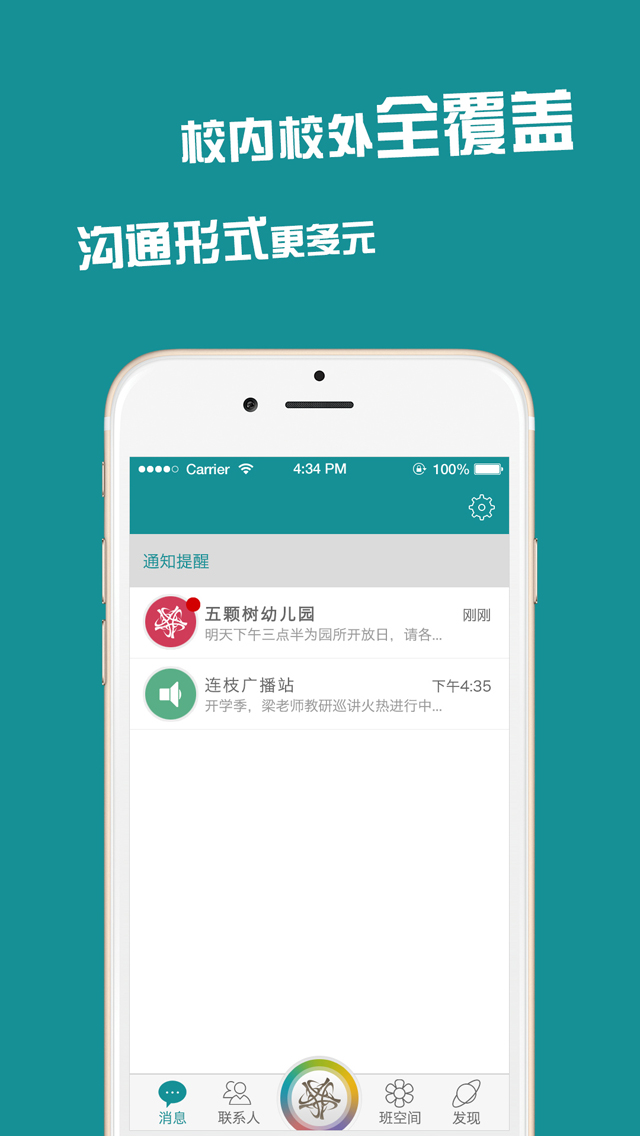 校内校外全覆盖
沟通形式更多元
Carrier 4:34 PM 100%
通知提醒
五颗树幼儿园 刚刚
明天下午三点半为园所开放日，请各...
连枝广播站 下午4:35
开学季，梁老师教研巡讲火热进行中...
消息 联系人 班空间 发现